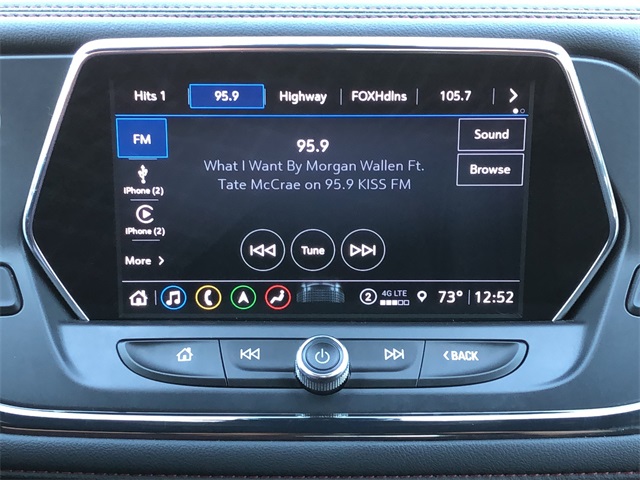 Hits 1 95.9 Highway FOXHdlns 105.7
FM
95.9
What I Want By Morgan Wallen Ft.
Tate McCrae on 95.9 KISS FM
Sound
Browse
iPhone (2)
iPhone (2)
Tune
More
2 4G LTE 73° 12:52
BACK